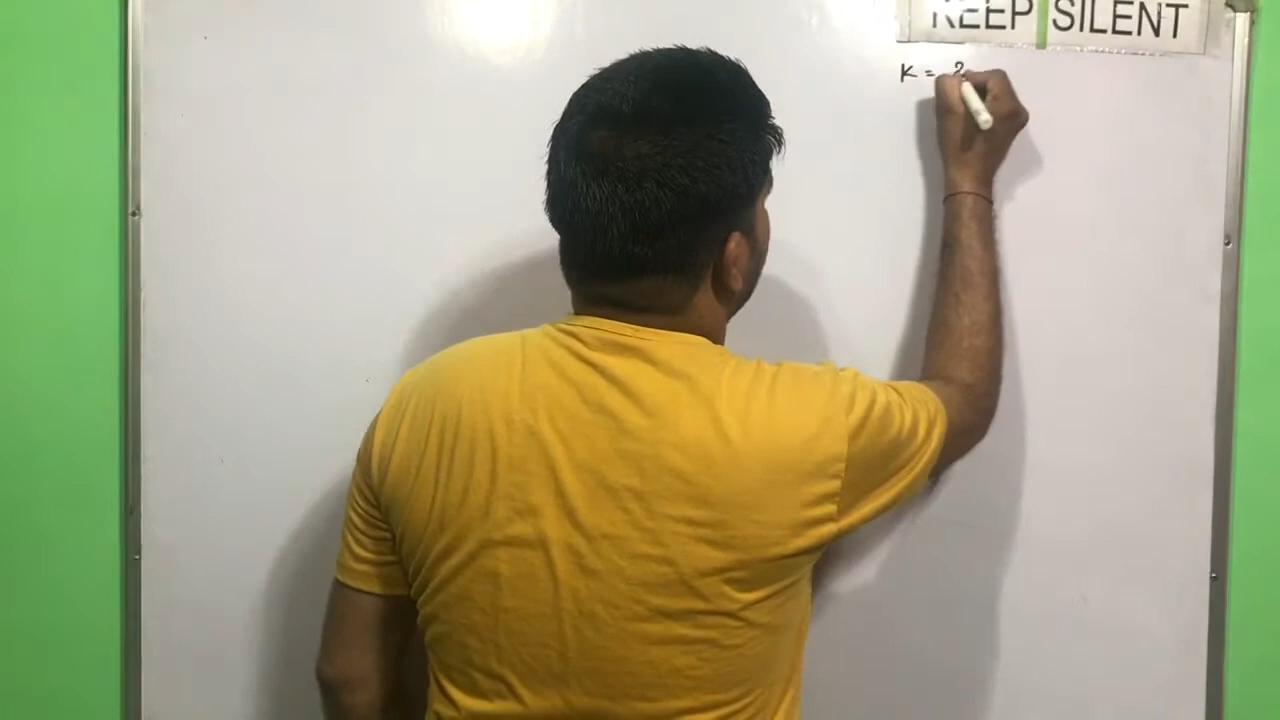 KEEP SILENT
K = ?